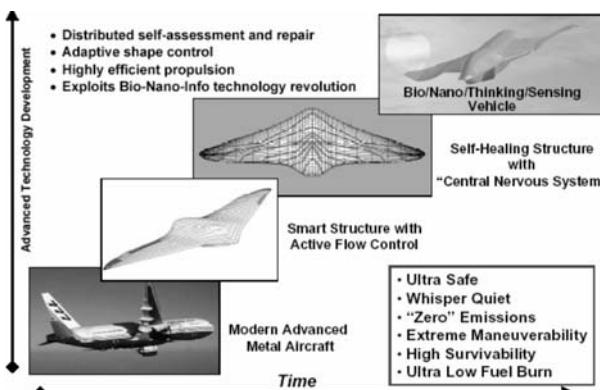 • Distributed self-assessment and repair
• Adaptive shape control
• Highly efficient propulsion
• Exploits Bio-Nano-Info technology revolution
Advanced Technology Development
Bio/Nano/Thinking/Sensing
Vehicle
Self-Healing Structure
with
“Central Nervous System
Smart Structure with
Active Flow Control
Modern Advanced
Metal Aircraft
777
• Ultra Safe
• Whisper Quiet
• “Zero” Emissions
• Extreme Maneuverability
• High Survivability
• Ultra Low Fuel Burn
Time